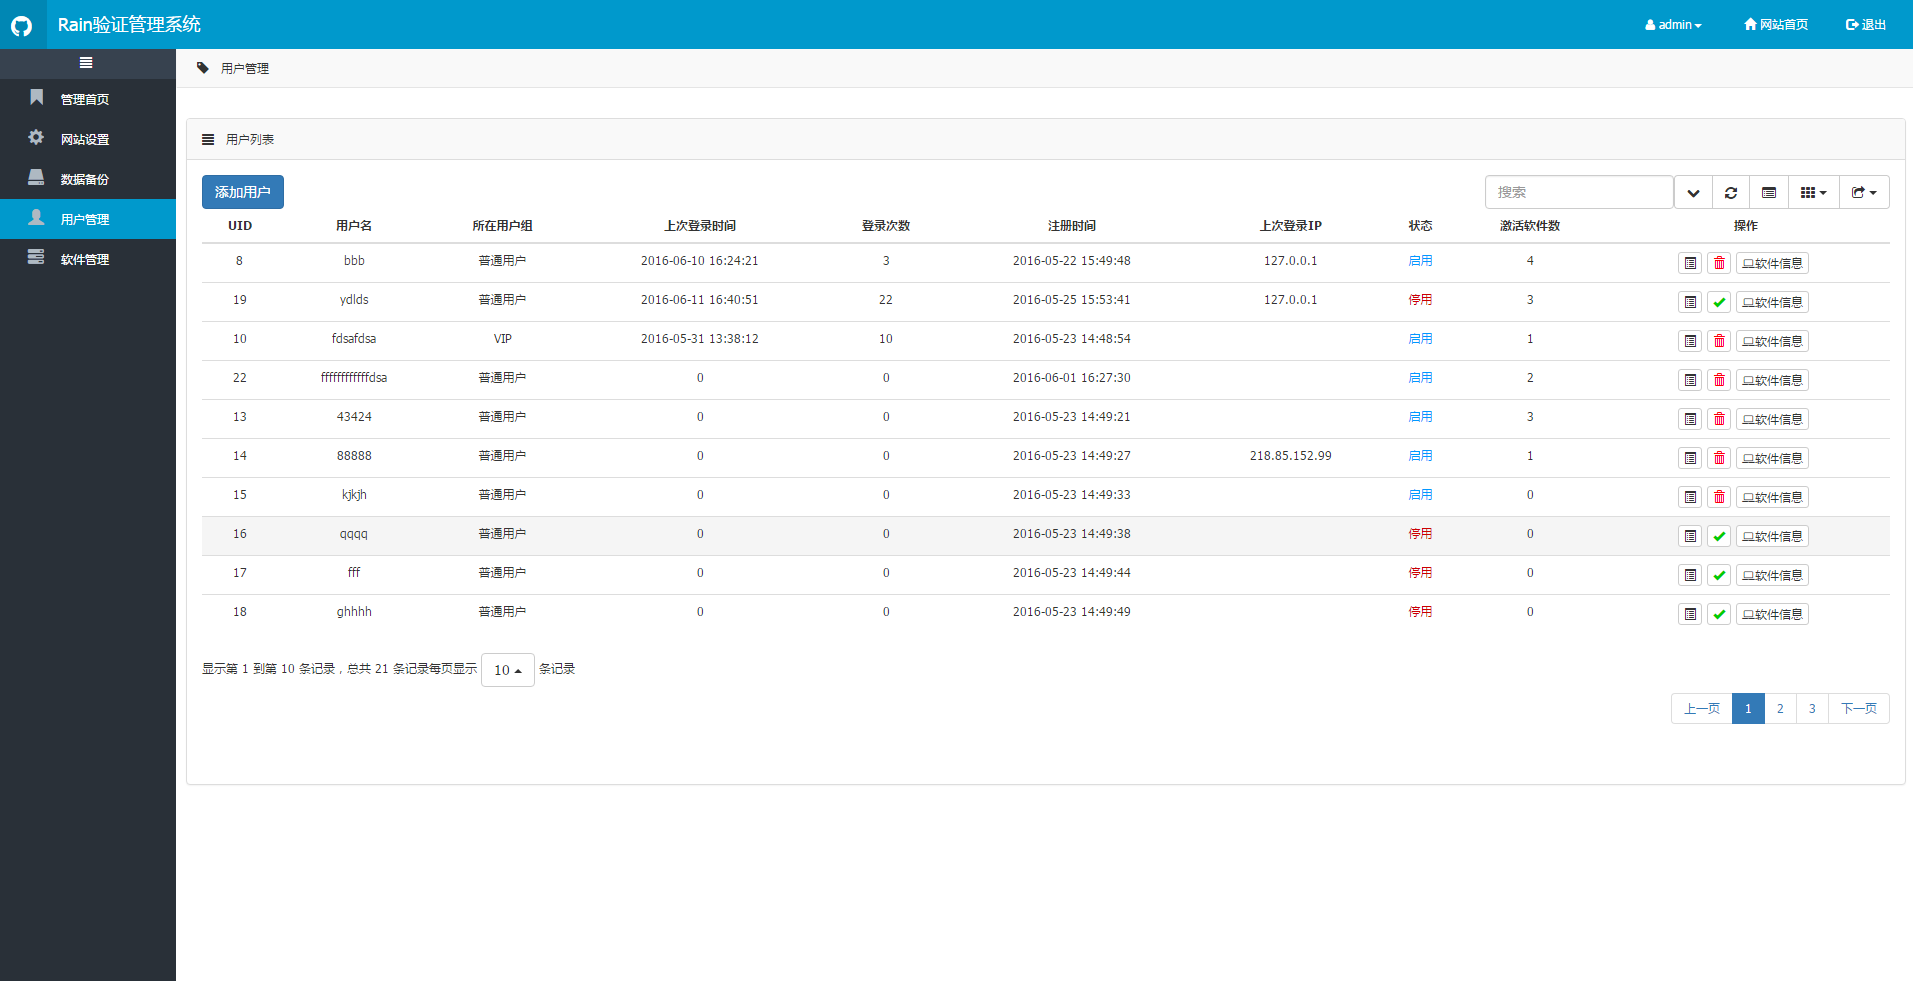 Rain验证管理系统
admin 网站首页 退出
用户管理
管理首页
网站设置
数据备份
用户管理
软件管理
用户列表
添加用户 搜索
UID 用户名 所在用户组 上次登录时间 登录次数 注册时间 上次登录IP 状态 激活软件数 操作
8 bbb 普通用户 2016-06-10 16:24:21 3 2016-05-22 15:49:48 127.0.0.1 启用 4 软件信息
19 ydlds 普通用户 2016-06-11 16:40:51 22 2016-05-25 15:53:41 127.0.0.1 停用 3 软件信息
10 fdsafdsa VIP 2016-05-31 13:38:12 10 2016-05-23 14:48:54 启用 1 软件信息
22 ffffffffffffdsa 普通用户 0 0 2016-06-01 16:27:30 启用 2 软件信息
13 43424 普通用户 0 0 2016-05-23 14:49:21 启用 3 软件信息
14 88888 普通用户 0 0 2016-05-23 14:49:27 218.85.152.99 启用 1 软件信息
15 kjkjh 普通用户 0 0 2016-05-23 14:49:33 启用 0 软件信息
16 qqqq 普通用户 0 0 2016-05-23 14:49:38 停用 0 软件信息
17 fff 普通用户 0 0 2016-05-23 14:49:44 停用 0 软件信息
18 ghhhh 普通用户 0 0 2016-05-23 14:49:49 停用 0 软件信息
显示第 1 到第 10 条记录，总共 21 条记录每页显示 10 条记录
上一页 1 2 3 下一页